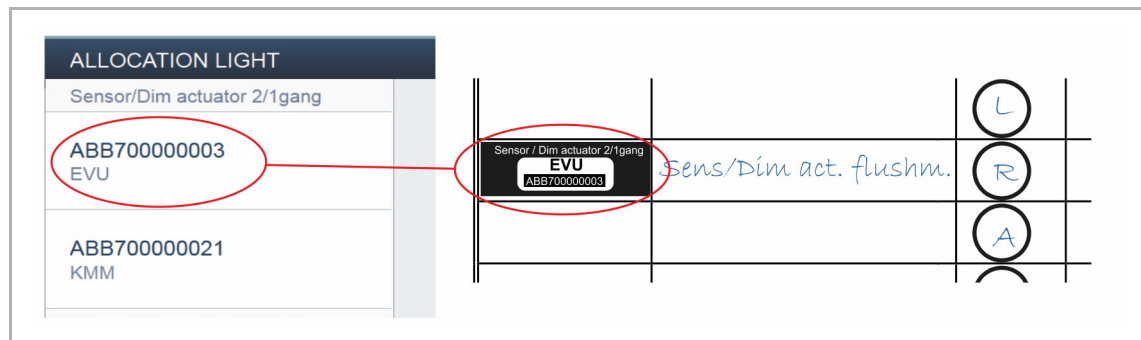 ALLOCATION LIGHT
Sensor/Dim actuator 2/1gang
ABB700000003
EVU
ABB700000021
KMM
L
Sensor / Dim actuator 2/1gang
EVU
ABB700000003
Sens/Dim act. flushm.
R
A